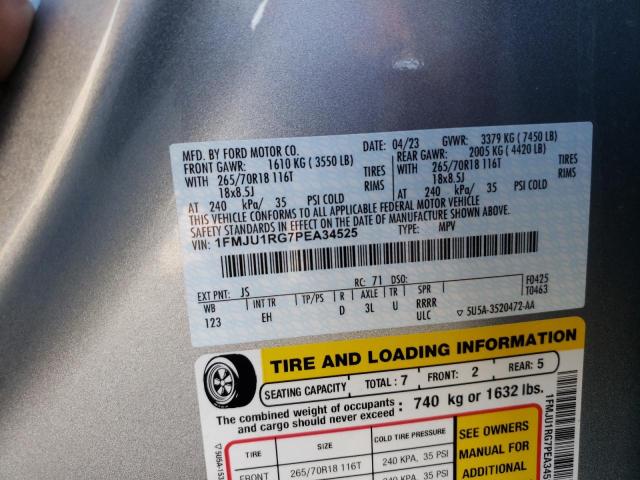 MFD. BY FORD MOTOR CO.
DATE: 04/23 GVWR: 3379 KG (7450 LB)
FRONT GAWR: 1610 KG (3550 LB) REAR GAWR: 2005 KG (4420 LB)
WITH 265/70R18 116T TIRES WITH 265/70R18 116T TIRES
18x8.5J RIMS 18x8.5J RIMS
AT 240 kPa/ 35 PSI COLD AT 240 kPa/ 35 PSI COLD
THIS VEHICLE CONFORMS TO ALL APPLICABLE FEDERAL MOTOR VEHICLE
SAFETY STANDARDS IN EFFECT ON THE DATE OF MANUFACTURE SHOWN ABOVE.
VIN: 1FMJU1RG7PEA34525 TYPE: MPV
EXT PNT: JS RC: 71 DSO: F0425
WB INT TR TP/PS R AXLE TR SPR T0463
123 EH D 3L U RRRR
ULC ▽ 5U5A-3520472-AA
TIRE AND LOADING INFORMATION
SEATING CAPACITY TOTAL : 7 FRONT: 2 REAR: 5
The combined weight of occupants and cargo should never exceed : 740 kg or 1632 lbs.
TIRE SIZE COLD TIRE PRESSURE
FRONT 265/70R18 116T 240 KPA, 35 PSI
SEE OWNERS
MANUAL FOR
ADDITIONAL